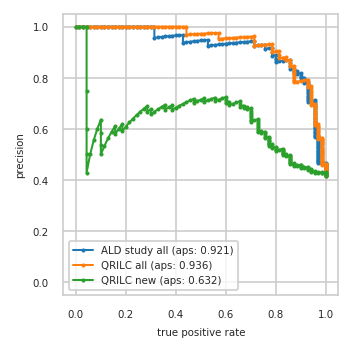 1.0
0.8
0.6
0.4
0.2
0.0
precision
ALD study all (aps: 0.921)
QRILC all (aps: 0.936)
QRILC new (aps: 0.632)
0.0 0.2 0.4 0.6 0.8 1.0
true positive rate